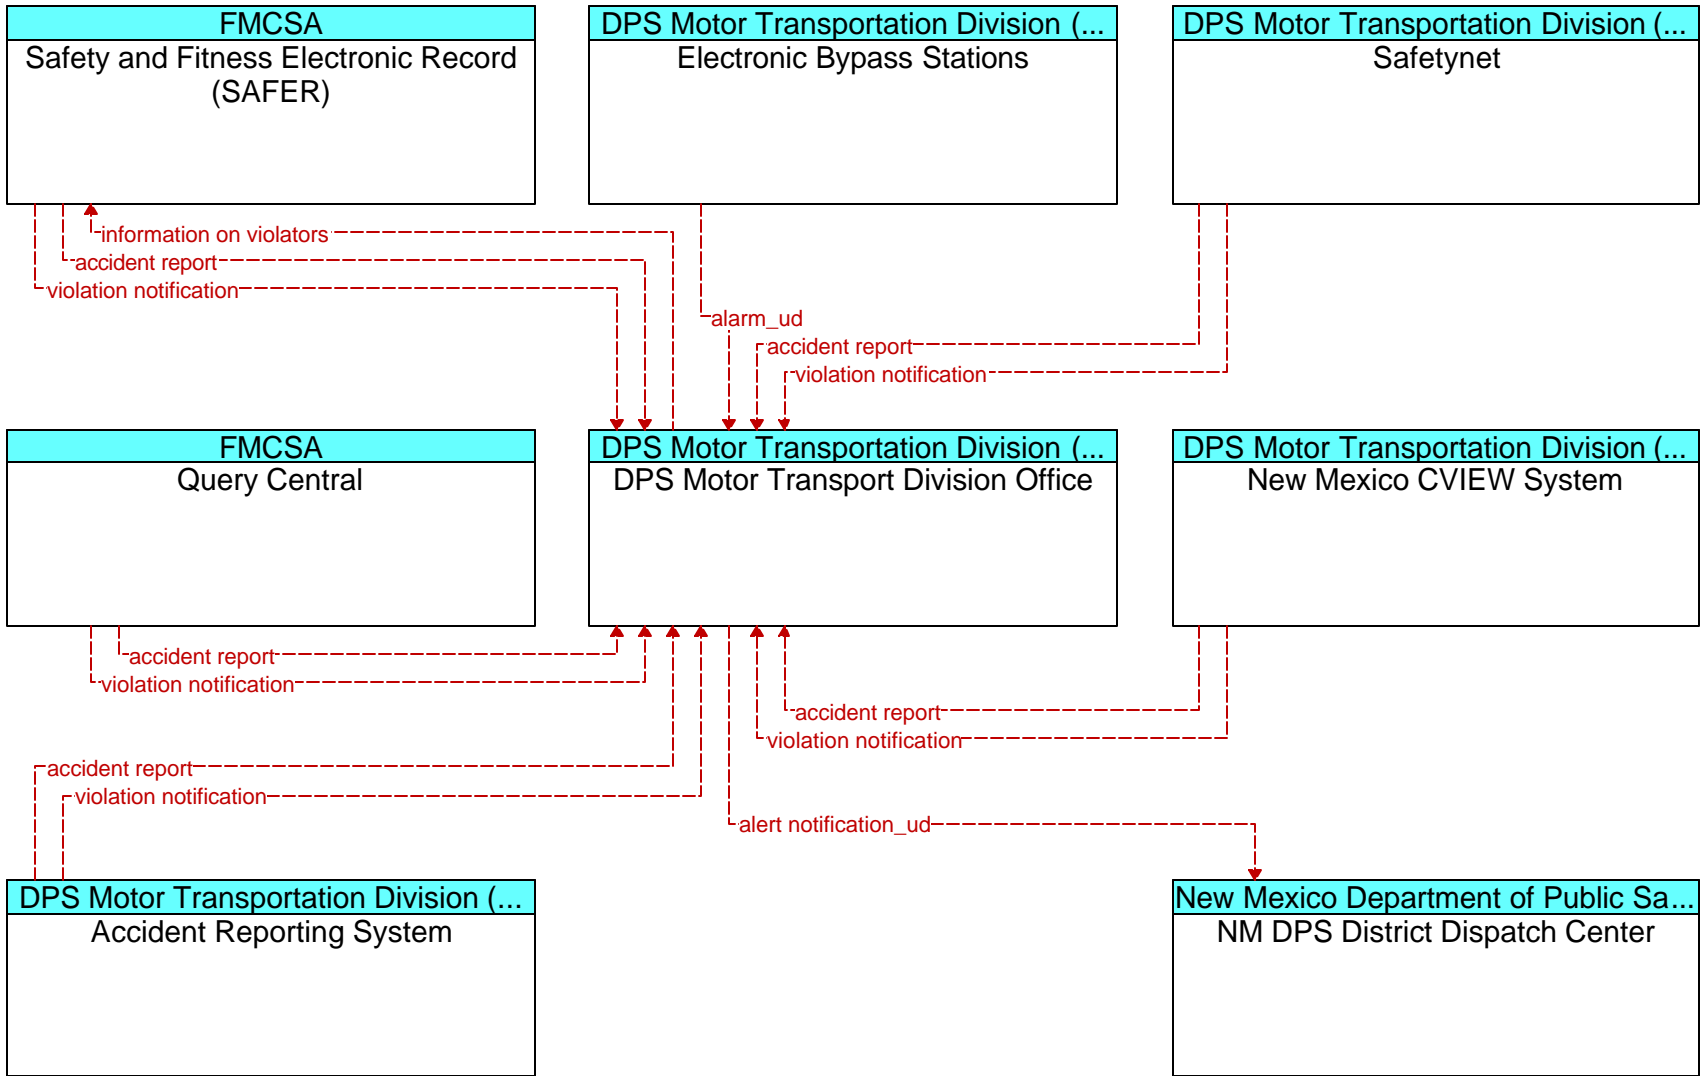 FMCSA
Safety and Fitness Electronic Record
(SAFER)
DPS Motor Transportation Division (...
Electronic Bypass Stations
DPS Motor Transportation Division (...
Safetynet
information on violators
accident report
violation notification
alarm_ud
accident report
violation notification
FMCSA
Query Central
DPS Motor Transportation Division (...
DPS Motor Transport Division Office
DPS Motor Transportation Division (...
New Mexico CVIEW System
accident report
violation notification
accident report
violation notification
accident report
violation notification
alert notification_ud
DPS Motor Transportation Division (...
Accident Reporting System
New Mexico Department of Public Sa...
NM DPS District Dispatch Center